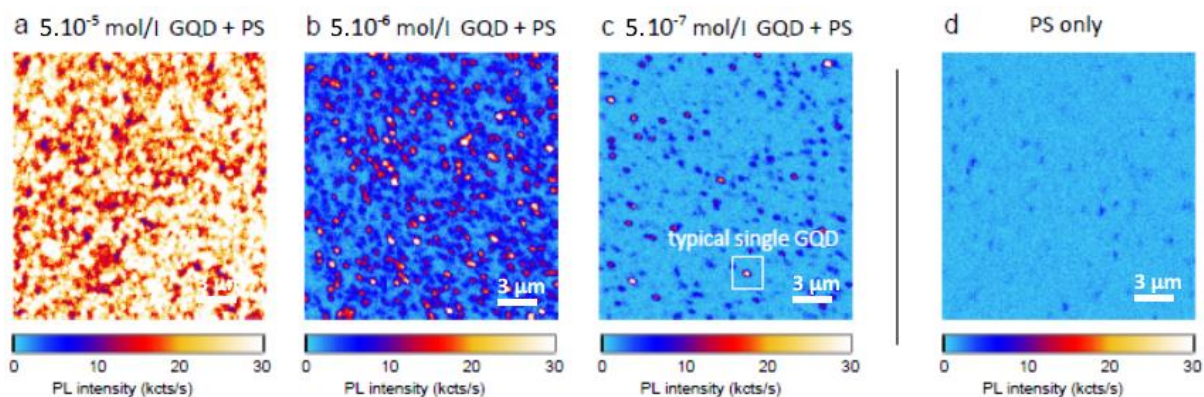 a 5.10⁻⁵ mol/l GQD + PS
b 5.10⁻⁶ mol/l GQD + PS
c 5.10⁻⁷ mol/l GQD + PS
d PS only
typical single GQD
3 μm
3 μm
3 μm
3 μm
0 10 20 30
PL intensity (kcts/s)
0 10 20 30
PL intensity (kcts/s)
0 10 20 30
PL intensity (kcts/s)
0 10 20 30
PL intensity (kcts/s)